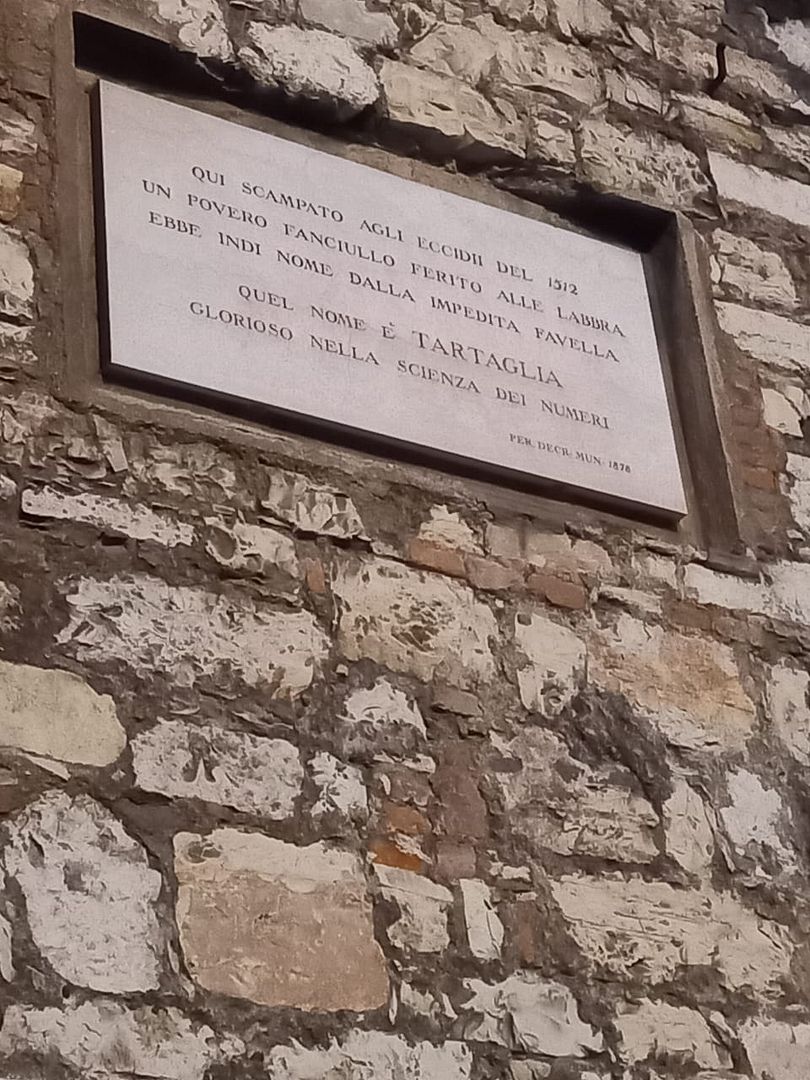 QUI SCAMPATO AGLI ECCIDII DEL 1512
UN POVERO FANCIULLO FERITO ALLE LABBRA
EBBE INDI NOME DALLA IMPEDITA FAVELLA
QUEL NOME È TARTAGLIA
GLORIOSO NELLA SCIENZA DEI NUMERI
PER DECR. MUN. 1878